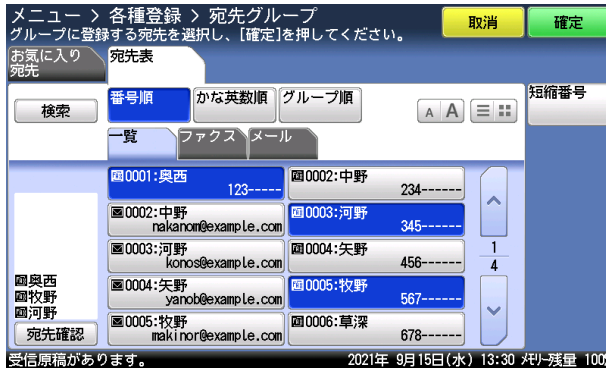 メニュー > 各種登録 > 宛先グループ
グループに登録する宛先を選択し、[確定]を押してください。
取消
確定
お気に入り
宛先
宛先表
検索
番号順
かな英数順
グループ順
A A
短縮番号
一覧
ファクス
メール
0001:奥西
123-----
0002:中野
234------
0002:中野
nakanom@example.com
0003:河野
345------
0003:河野
konos@example.com
0004:矢野
456------
0004:矢野
yanob@example.com
0005:牧野
567------
0005:牧野
makinor@example.com
0006:草深
678------
1
4
奥西
牧野
河野
宛先確認
受信原稿があります。
2021年 9月15日(水) 13:30 ﾒﾓﾘｰ残量 100%